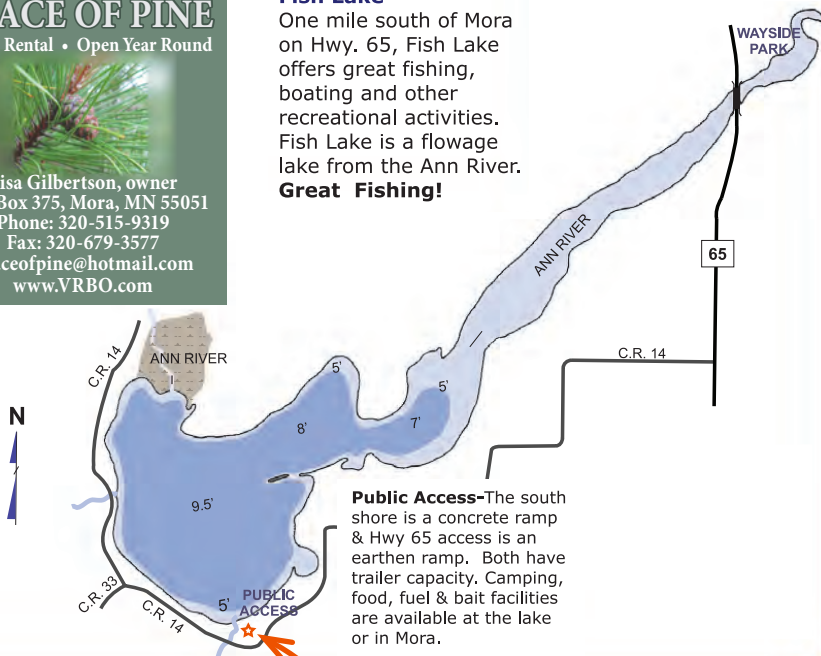 ACE OF PINE
Rental • Open Year Round
isa Gilbertson, owner
Box 375, Mora, MN 55051
Phone: 320-515-9319
Fax: 320-679-3577
ceofpine@hotmail.com
www.VRBO.com
Fish Lake
One mile south of Mora
on Hwy. 65, Fish Lake
offers great fishing,
boating and other
recreational activities.
Fish Lake is a flowage
lake from the Ann River.
Great Fishing!
WAYSIDE
PARK
ANN RIVER
65
C.R. 14
C.R. 14
ANN RIVER
5'
5'
7'
8'
N
9.5'
C.R. 33
C.R. 14
5'
PUBLIC
ACCESS
Public Access-The south
shore is a concrete ramp
& Hwy 65 access is an
earthen ramp. Both have
trailer capacity. Camping,
food, fuel & bait facilities
are available at the lake
or in Mora.